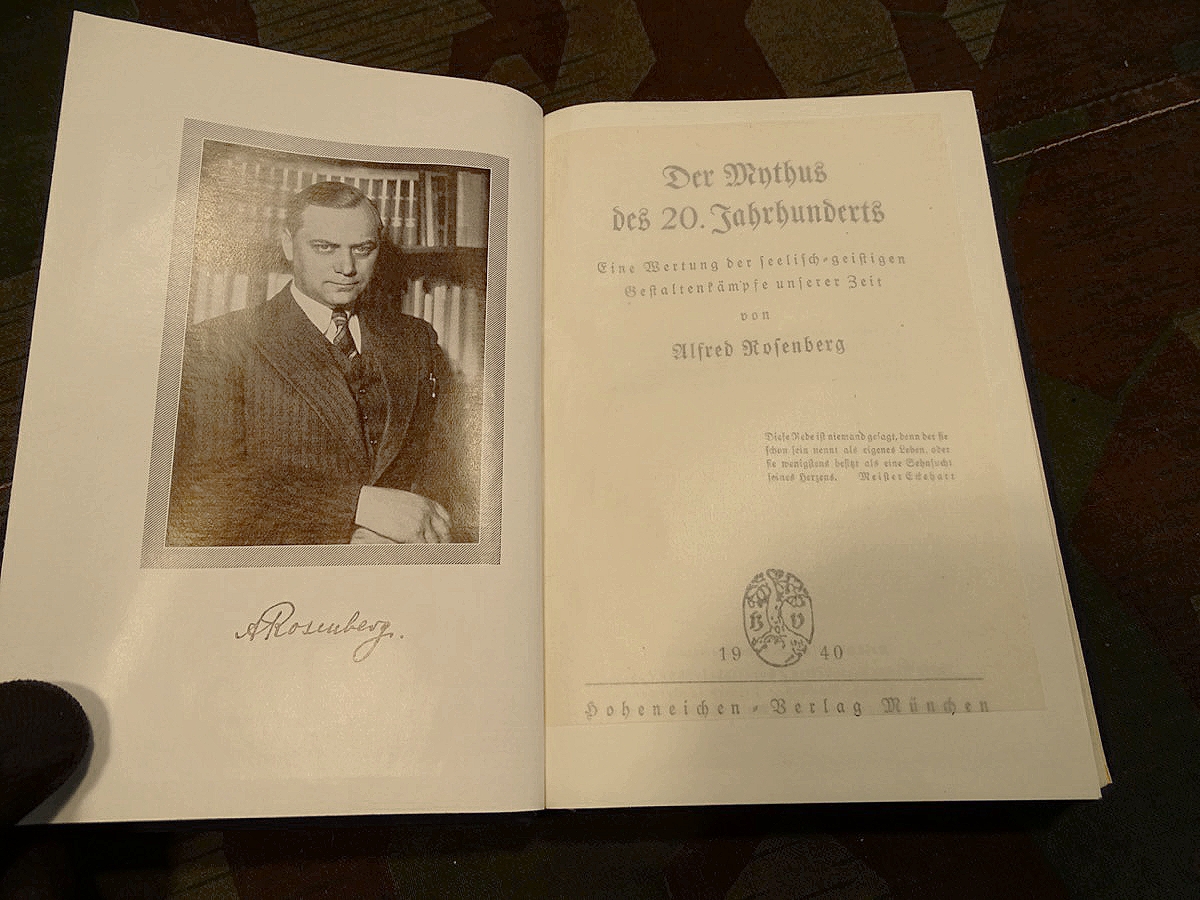 A Rosenberg.
Der Mythus
des 20. Jahrhunderts
Eine Wertung der seelisch-geistigen
Gestaltenkämpfe unserer Zeit
von
Alfred Rosenberg
Diese Rede ist niemand gesagt, denn der sie
schon sein nennt als eigenes Leben, oder
sie wenigstens besitzt als eine Sehnsucht
seines Herzens. Meister Eckehart
H V
19 40
Hoheneichen-Verlag München